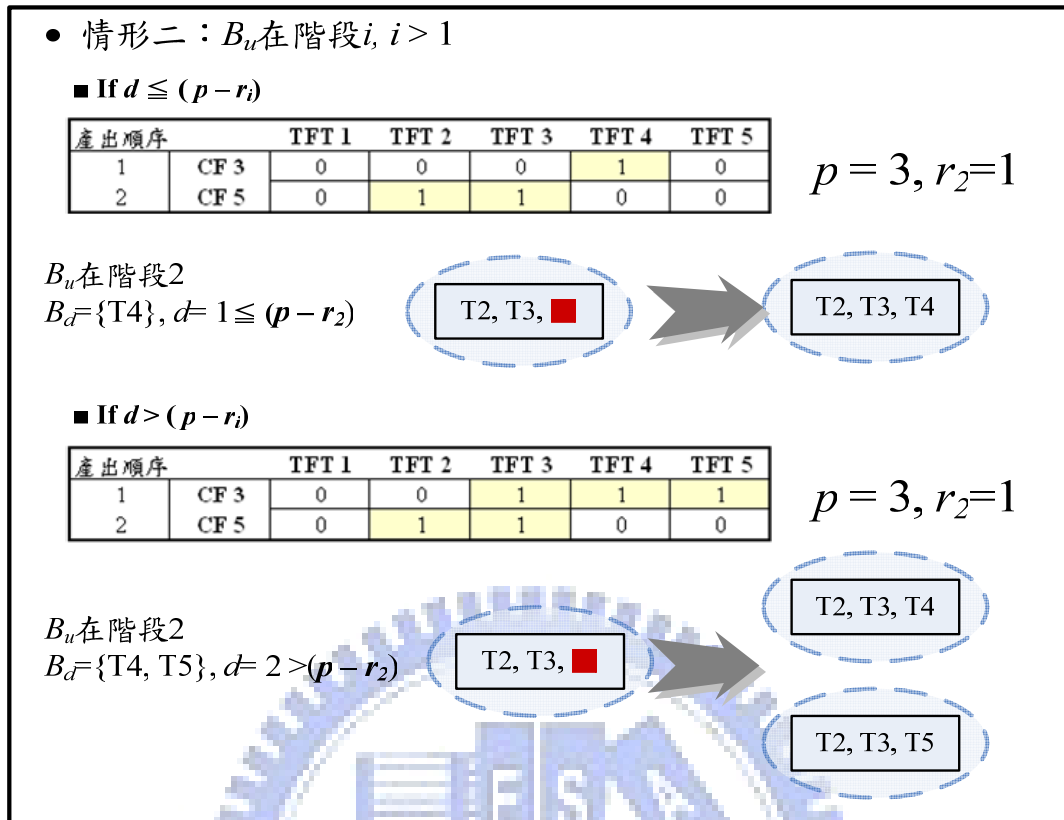 • 情形二：Bu在階段i, i > 1
■ If d ≦ ( p – ri)
產出順序 TFT 1 TFT 2 TFT 3 TFT 4 TFT 5
1 CF 3 0 0 0 1 0
2 CF 5 0 1 1 0 0
p = 3, r2=1
Bu在階段2
Bd={T4}, d= 1 ≦ (p – r2)
T2, T3, ■
T2, T3, T4
■ If d > ( p – ri)
產出順序 TFT 1 TFT 2 TFT 3 TFT 4 TFT 5
1 CF 3 0 0 1 1 1
2 CF 5 0 1 1 0 0
p = 3, r2=1
Bu在階段2
Bd={T4, T5}, d= 2 >(p – r2)
T2, T3, ■
T2, T3, T4
T2, T3, T5